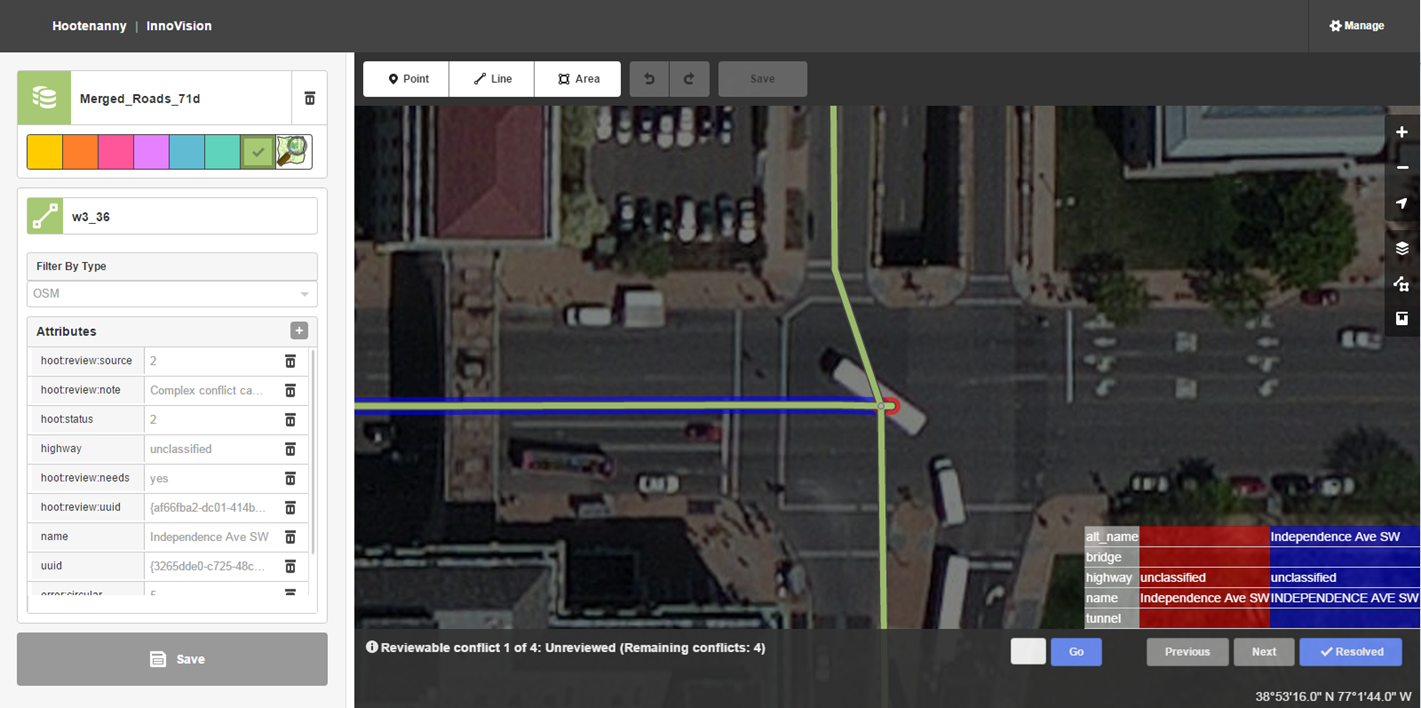 Hootenanny | InnoVision
Manage
Merged_Roads_71d
Point
Line
Area
Save
w3_36
Filter By Type
OSM
Attributes
hoot:review:source 2
hoot:review:note Complex conflict ca...
hoot:status 2
highway unclassified
hoot:review:needs yes
hoot:review:uuid {af66fba2-dc01-414b...
name Independence Ave SW
uuid {3265dde0-c725-48c...
error:circular 5
Save
alt_name Independence Ave SW
bridge
highway unclassified unclassified
name Independence Ave SW INDEPENDENCE AVE SW
tunnel
Reviewable conflict 1 of 4: Unreviewed (Remaining conflicts: 4)
Go
Previous
Next
Resolved
38°53'16.0" N 77°1'44.0" W